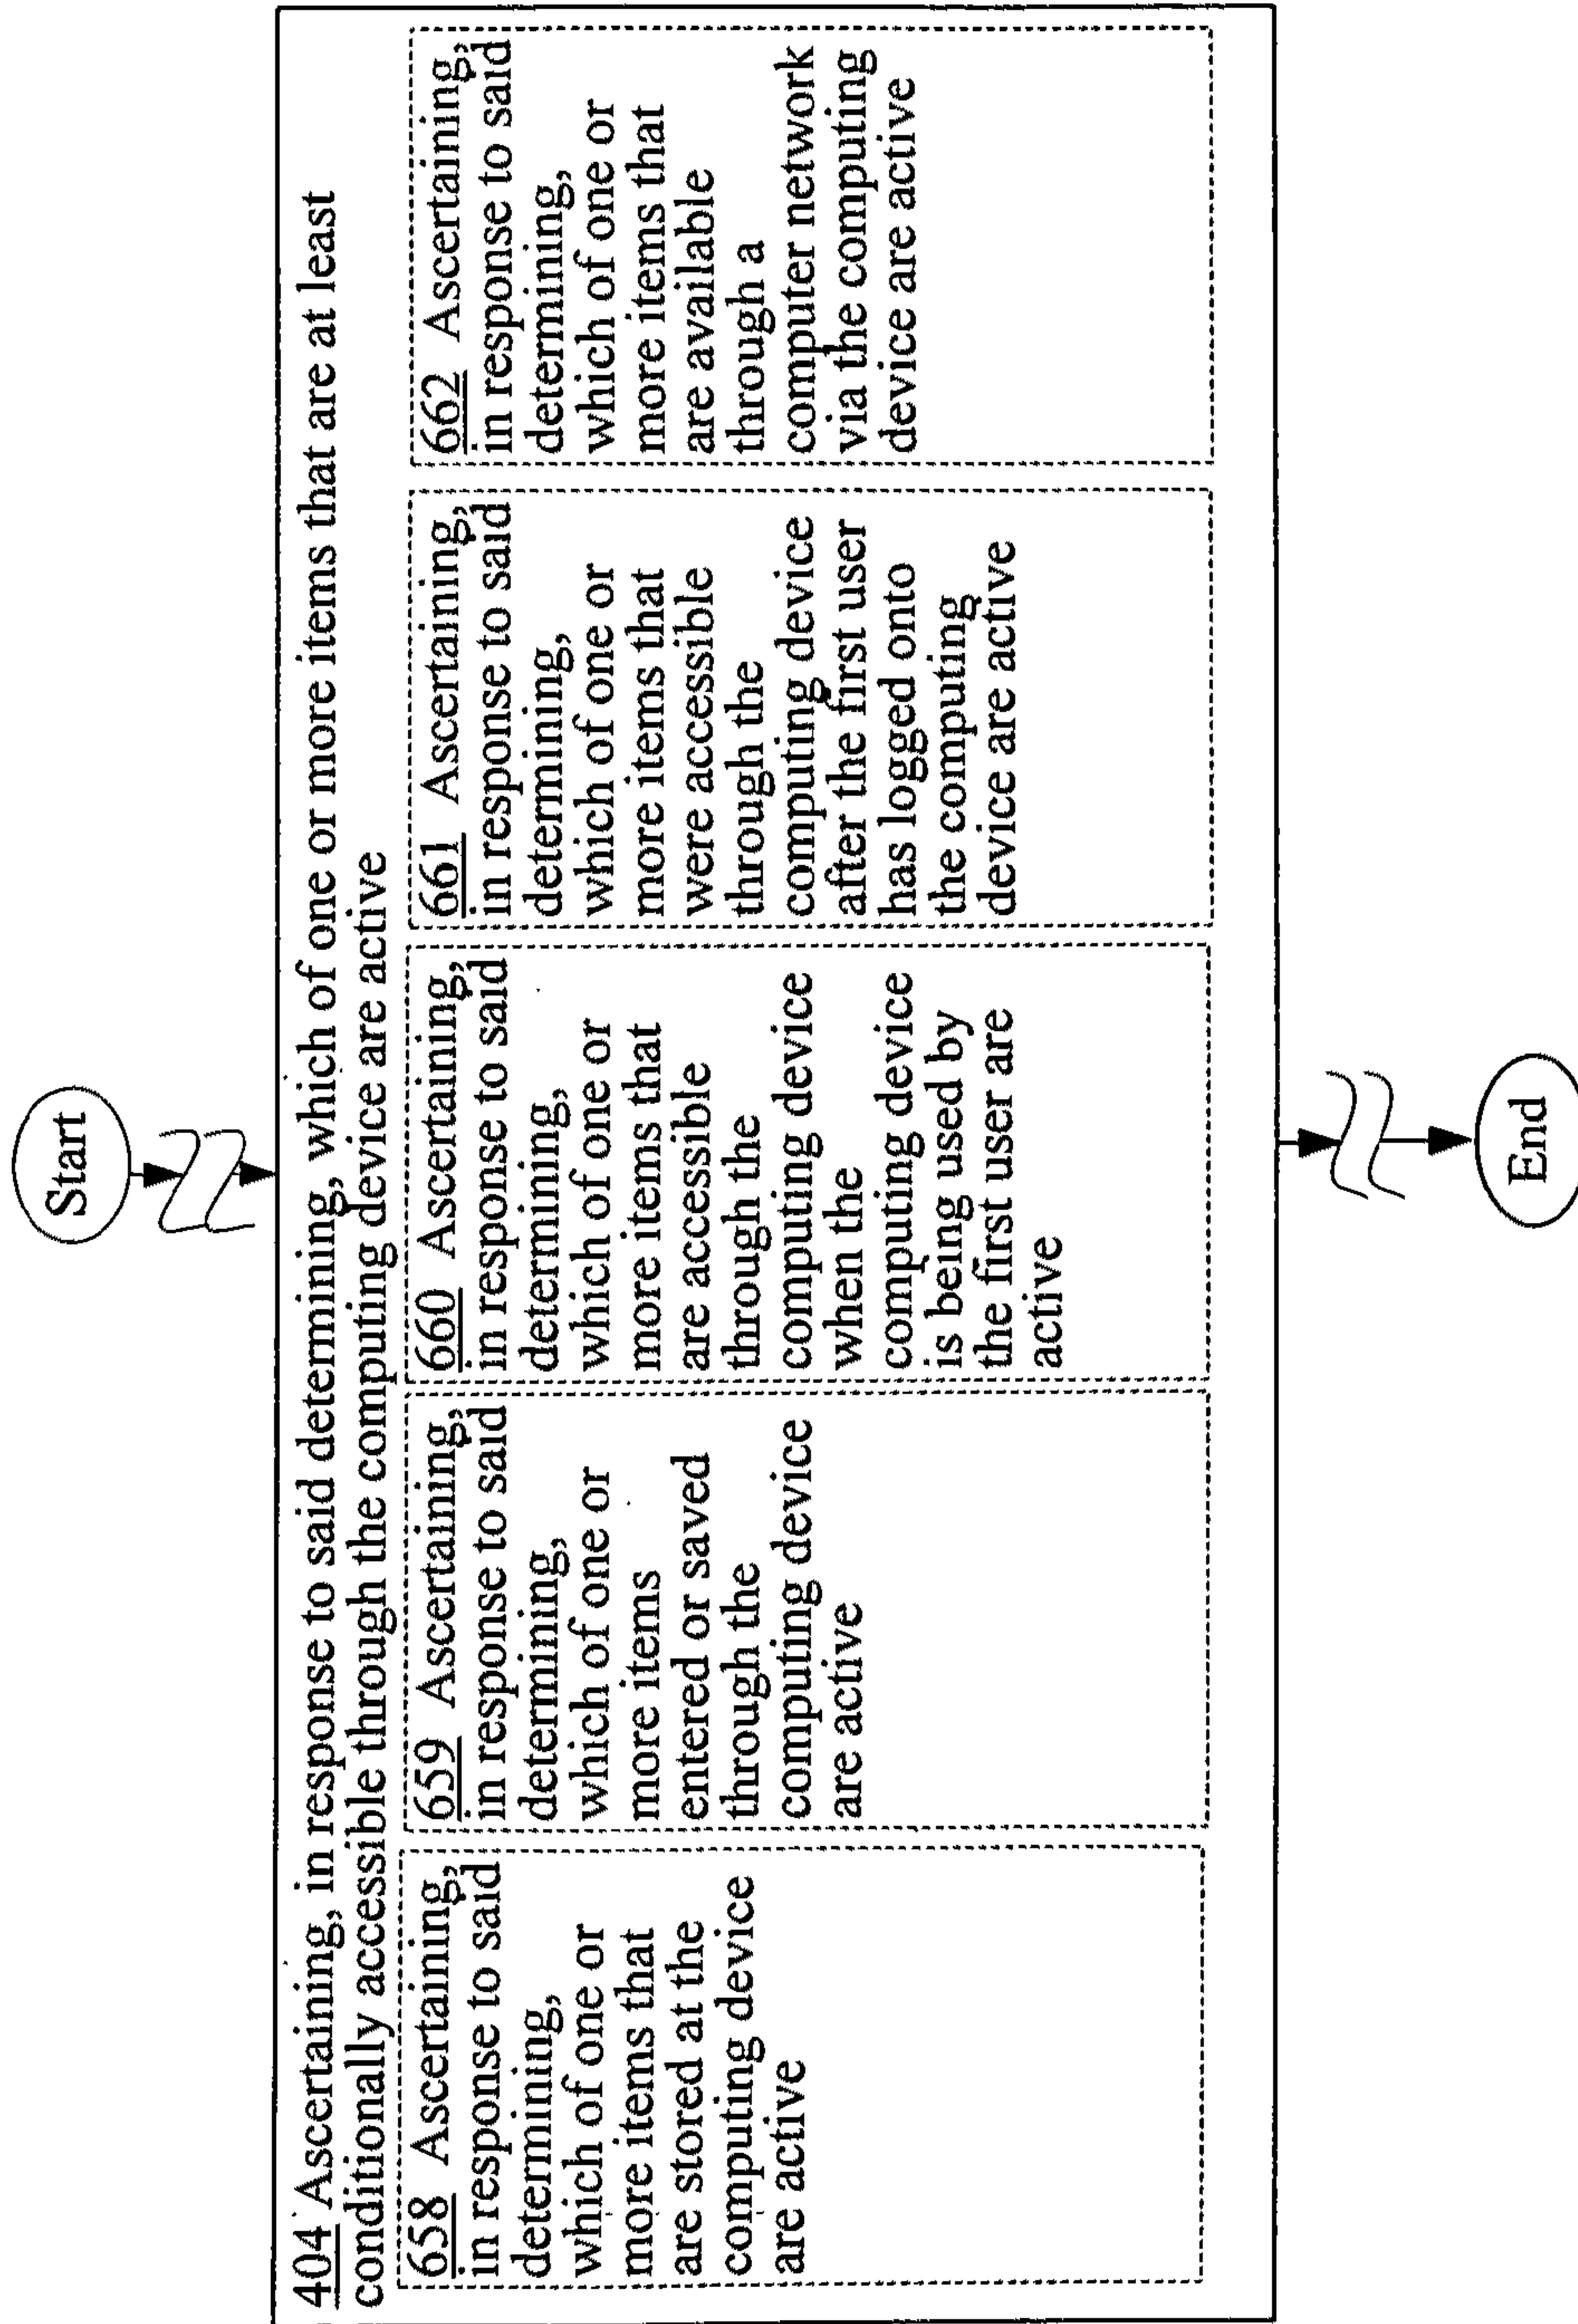 Start
404 Ascertaining, in response to said determining, which of one or more items that are at least
conditionally accessible through the computing device are active
658 Ascertaining,
in response to said
determining,
which of one or
more items that
are stored at the
computing device
are active
659 Ascertaining,
in response to said
determining,
which of one or
more items
entered or saved
through the
computing device
are active
660 Ascertaining,
in response to said
determining,
which of one or
more items that
are accessible
through the
computing device
when the
computing device
is being used by
the first user are
active
661 Ascertaining,
in response to said
determining,
which of one or
more items that
were accessible
through the
computing device
after the first user
has logged onto
the computing
device are active
662 Ascertaining,
in response to said
determining,
which of one or
more items that
are available
through a
computer network
via the computing
device are active
End